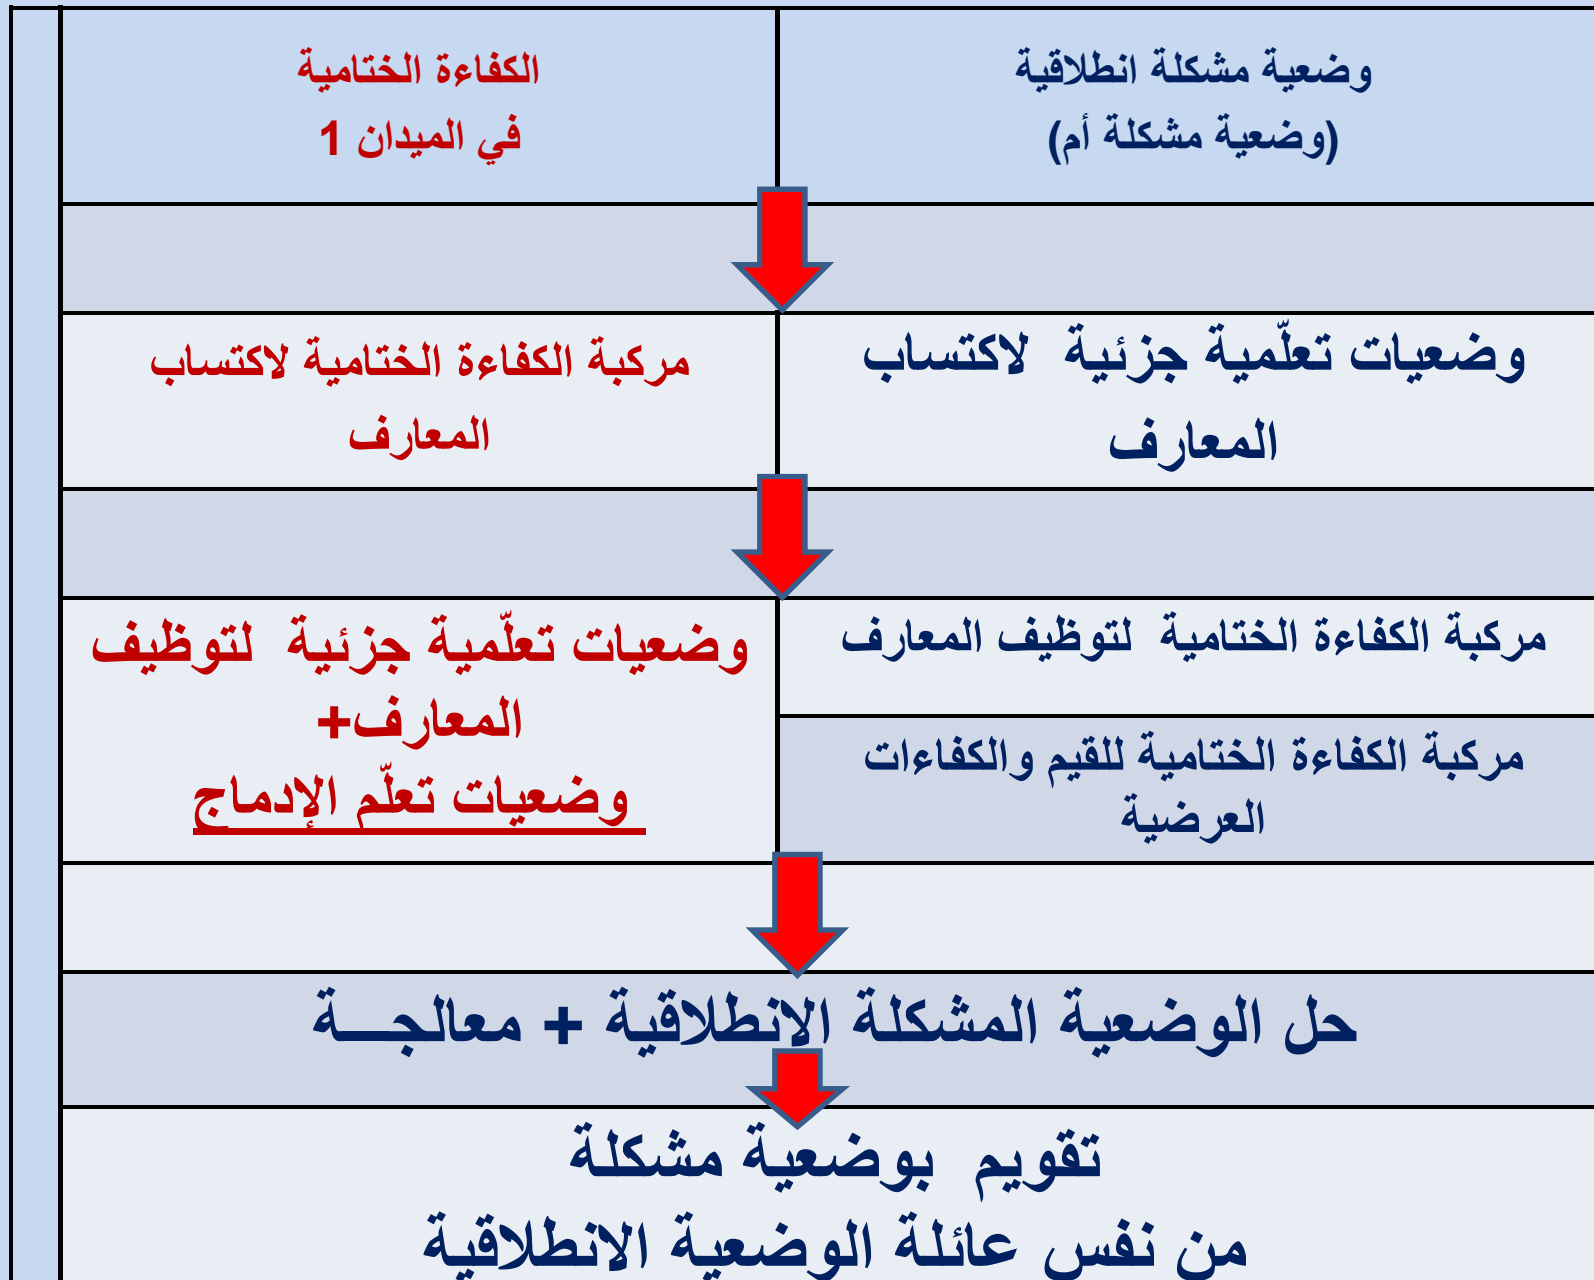 وضعية مشكلة انطلاقية
(وضعية مشكلة أم)
الكفاءة الختامية
في الميدان 1
وضعيات تعلّمية جزئية لاكتساب
المعارف
مركبة الكفاءة الختامية لاكتساب
المعارف
مركبة الكفاءة الختامية لتوظيف المعارف
مركبة الكفاءة الختامية للقيم والكفاءات
العرضية
وضعيات تعلّمية جزئية لتوظيف
المعارف+
وضعيات تعلّم الإدماج
حل الوضعية المشكلة الانطلاقية + معالجـــة
تقويم بوضعية مشكلة
من نفس عائلة الوضعية الانطلاقية